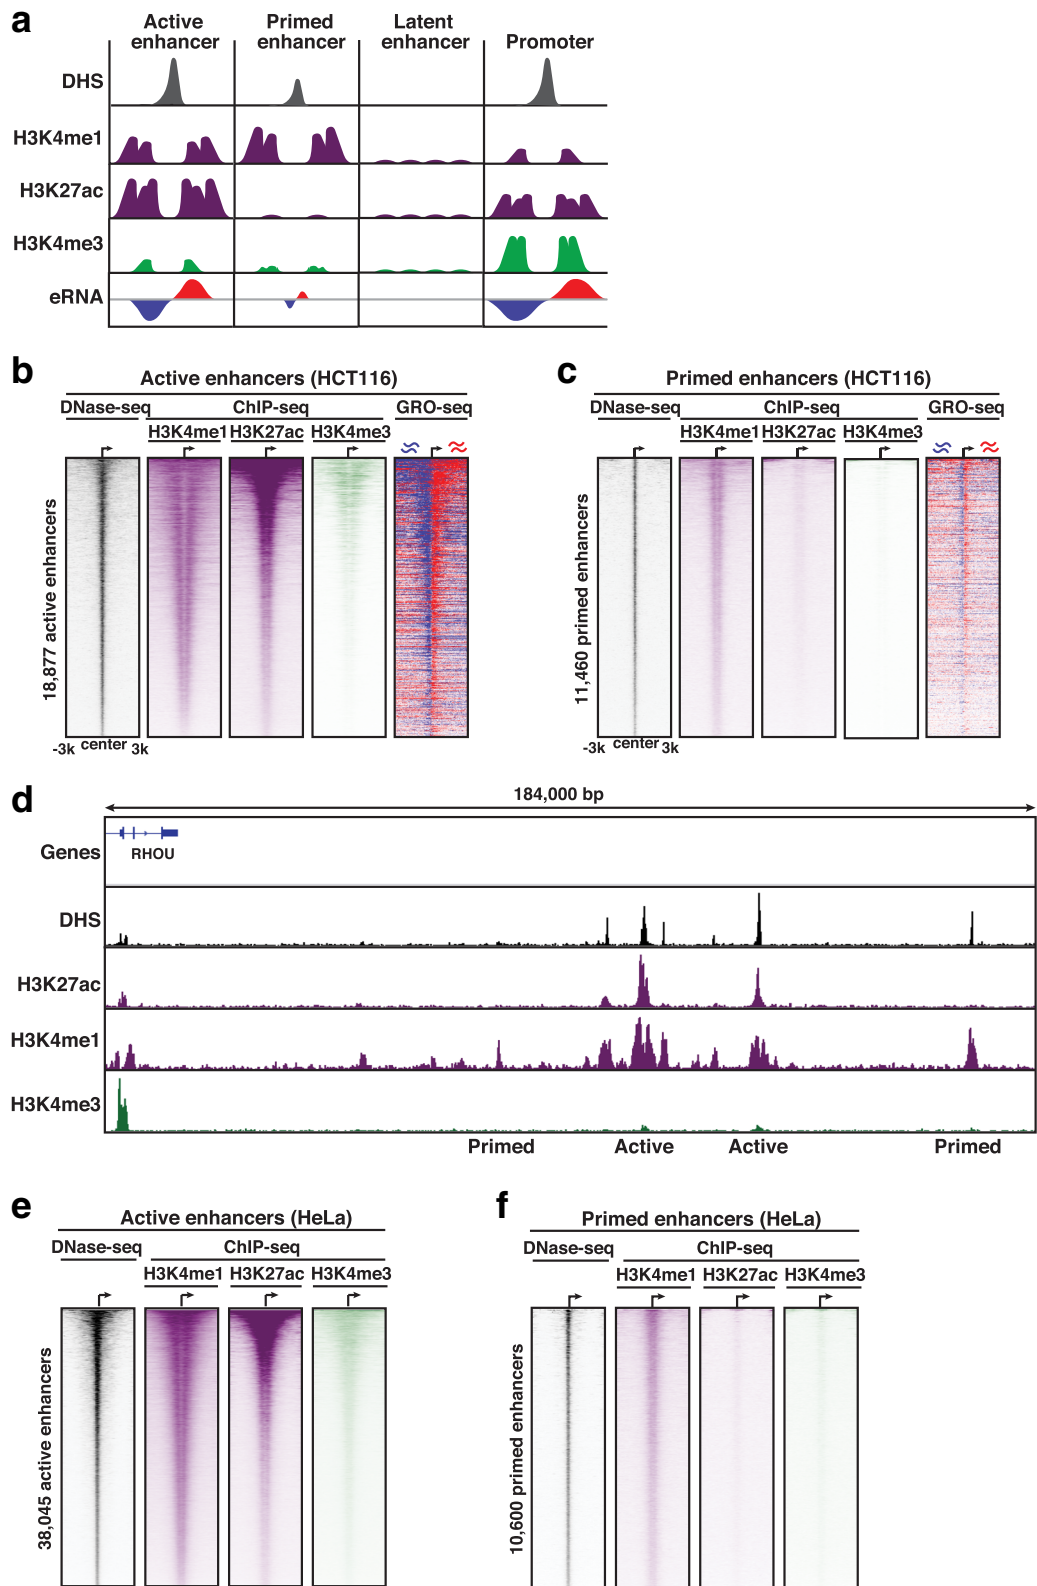 a
Active enhancer
Primed enhancer
Latent enhancer
Promoter
DHS
H3K4me1
H3K27ac
H3K4me3
eRNA
b
Active enhancers (HCT116)
DNase-seq ChIP-seq GRO-seq
H3K4me1 H3K27ac H3K4me3
18,877 active enhancers
-3k center 3k
c
Primed enhancers (HCT116)
DNase-seq ChIP-seq GRO-seq
H3K4me1 H3K27ac H3K4me3
11,460 primed enhancers
-3k center 3k
d
184,000 bp
Genes
RHOU
DHS
H3K27ac
H3K4me1
H3K4me3
Primed Active Active Primed
e
Active enhancers (HeLa)
DNase-seq ChIP-seq
H3K4me1 H3K27ac H3K4me3
38,045 active enhancers
f
Primed enhancers (HeLa)
DNase-seq ChIP-seq
H3K4me1 H3K27ac H3K4me3
10,600 primed enhancers